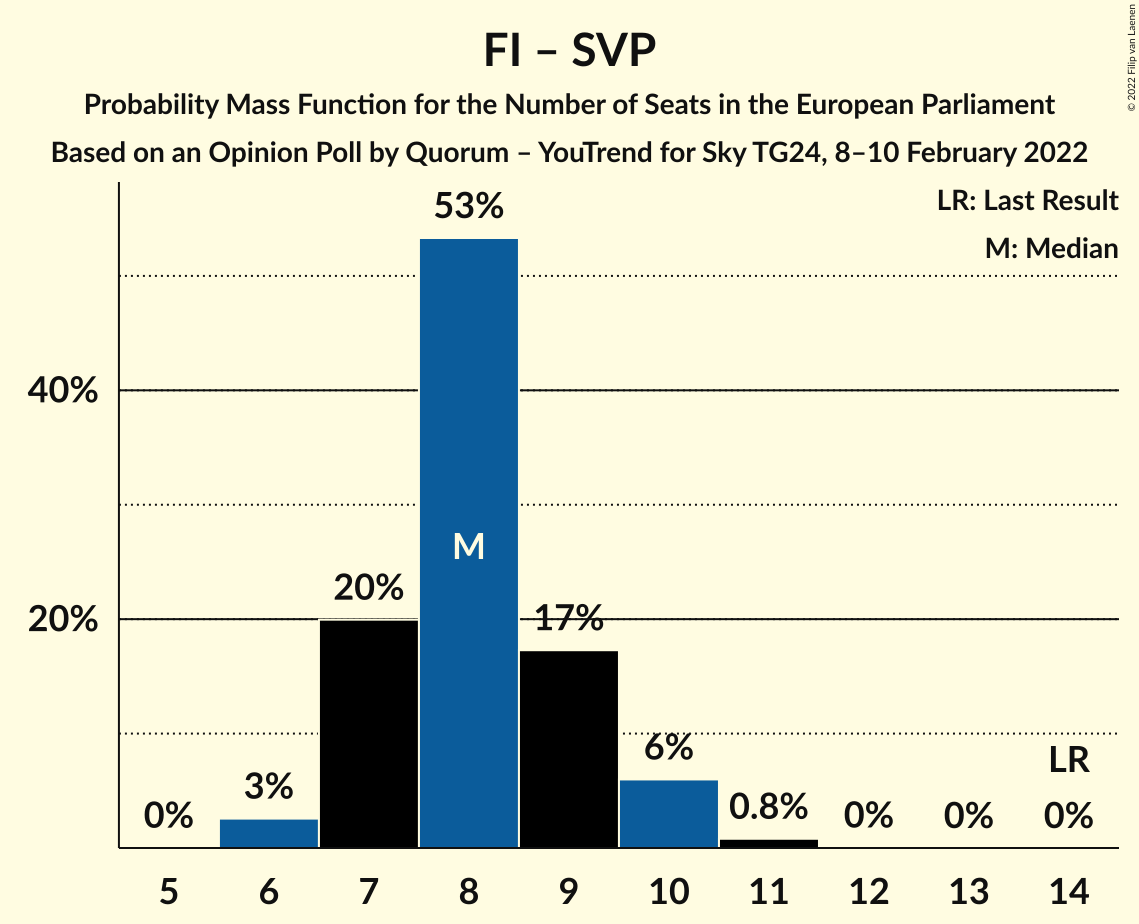 FI – SVP
Probability Mass Function for the Number of Seats in the European Parliament
Based on an Opinion Poll by Quorum – YouTrend for Sky TG24, 8–10 February 2022
© 2022 Filip van Laenen
LR: Last Result
M: Median
53%
40%
M
20%
20%
17%
6%
LR
3%
0.8%
0%
0%
0%
0%
5 6 7 8 9 10 11 12 13 14